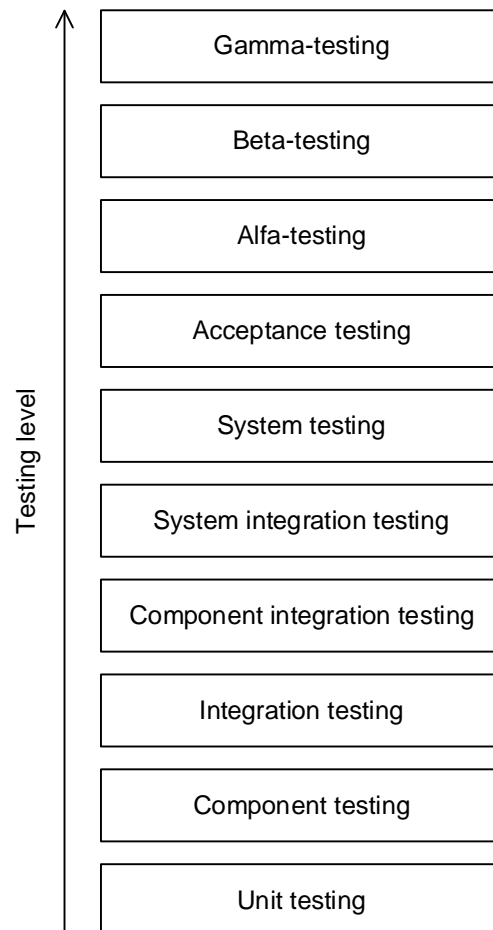 Gamma-testing
Beta-testing
Alfa-testing
Acceptance testing
System testing
System integration testing
Component integration testing
Integration testing
Component testing
Unit testing
Testing level